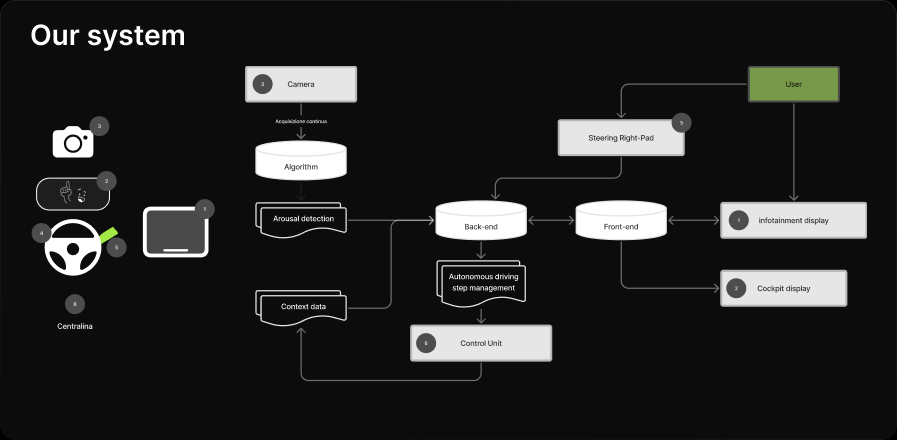 Our system
3
2
1
4
5
6
Centralina
3
Camera
Acquisizione continua
Algorithm
Arousal detection
Context data
User
5
Steering Right-Pad
Back-end
Front-end
1
infotainment display
Autonomous driving
step management
2
Cockpit display
6
Control Unit